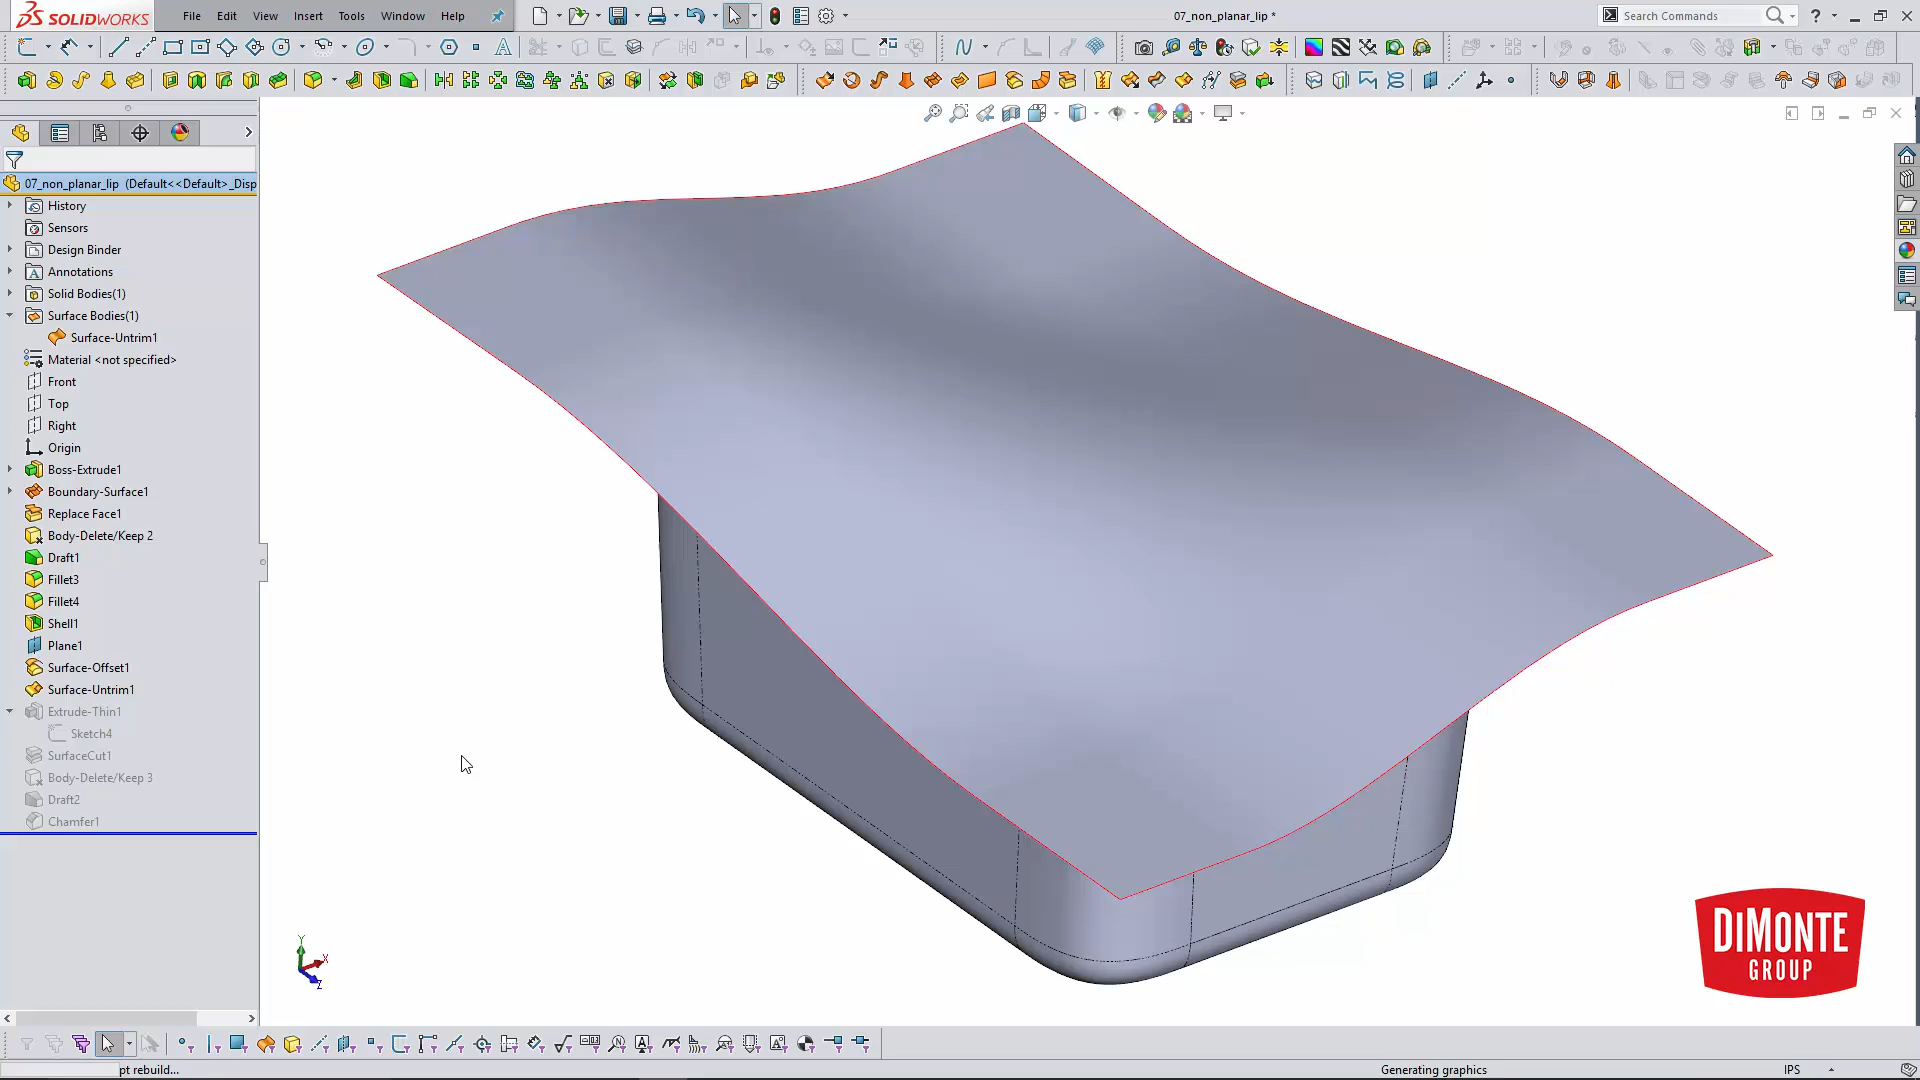 SOLIDWORKS
File Edit View Insert Tools Window Help
07_non_planar_lip *
Search Commands
07_non_planar_lip (Default<<Default>_Disp
History
Sensors
Design Binder
Annotations
Solid Bodies(1)
Surface Bodies(1)
Surface-Untrim1
Material <not specified>
Front
Top
Right
Origin
Boss-Extrude1
Boundary-Surface1
Replace Face1
Body-Delete/Keep 2
Draft1
Fillet3
Fillet4
Shell1
Plane1
Surface-Offset1
Surface-Untrim1
Extrude-Thin1
Sketch4
SurfaceCut1
Body-Delete/Keep 3
Draft2
Chamfer1
Y
X
Z
DIMONTE
GROUP
pt rebuild...
Generating graphics
IPS